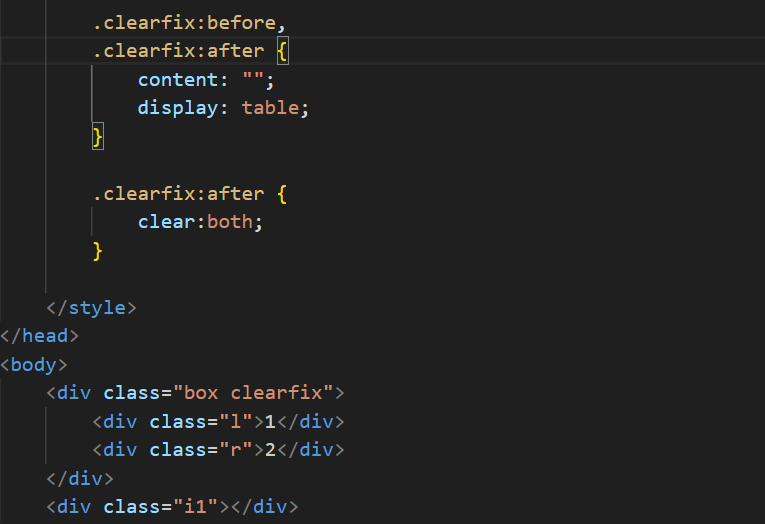 .clearfix:before,
.clearfix:after {
content: "";
display: table;
}
.clearfix:after {
clear:both;
}
</style>
</head>
<body>
<div class="box clearfix">
<div class="l">1</div>
<div class="r">2</div>
</div>
<div class="i1"></div>